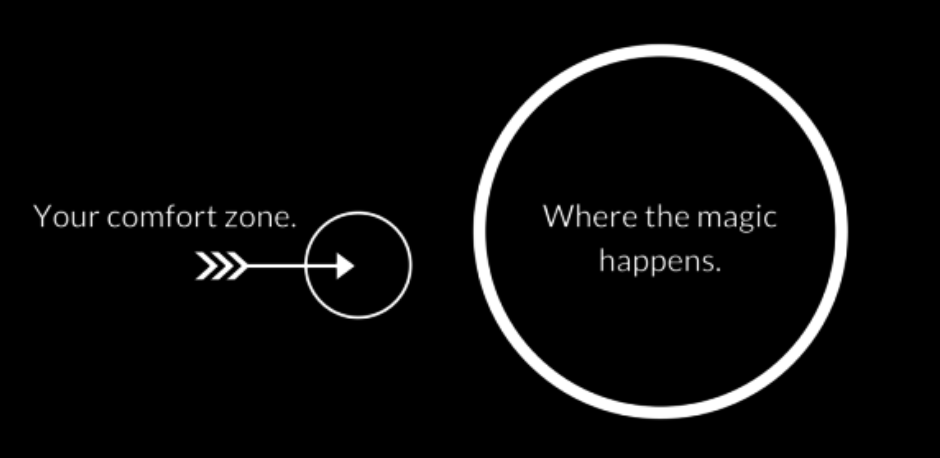 Your comfort zone.
Where the magic
happens.